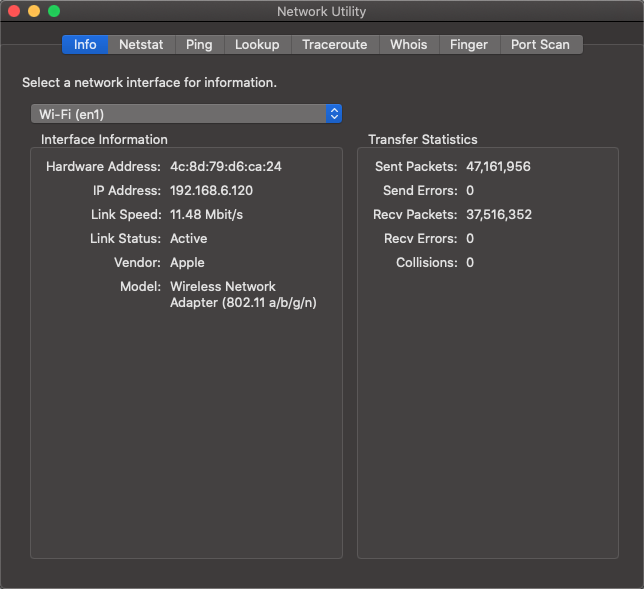 Network Utility
Info Netstat Ping Lookup Traceroute Whois Finger Port Scan
Select a network interface for information.
Wi-Fi (en1)
Interface Information
Hardware Address: 4c:8d:79:d6:ca:24
IP Address: 192.168.6.120
Link Speed: 11.48 Mbit/s
Link Status: Active
Vendor: Apple
Model: Wireless Network
Adapter (802.11 a/b/g/n)
Transfer Statistics
Sent Packets: 47,161,956
Send Errors: 0
Recv Packets: 37,516,352
Recv Errors: 0
Collisions: 0